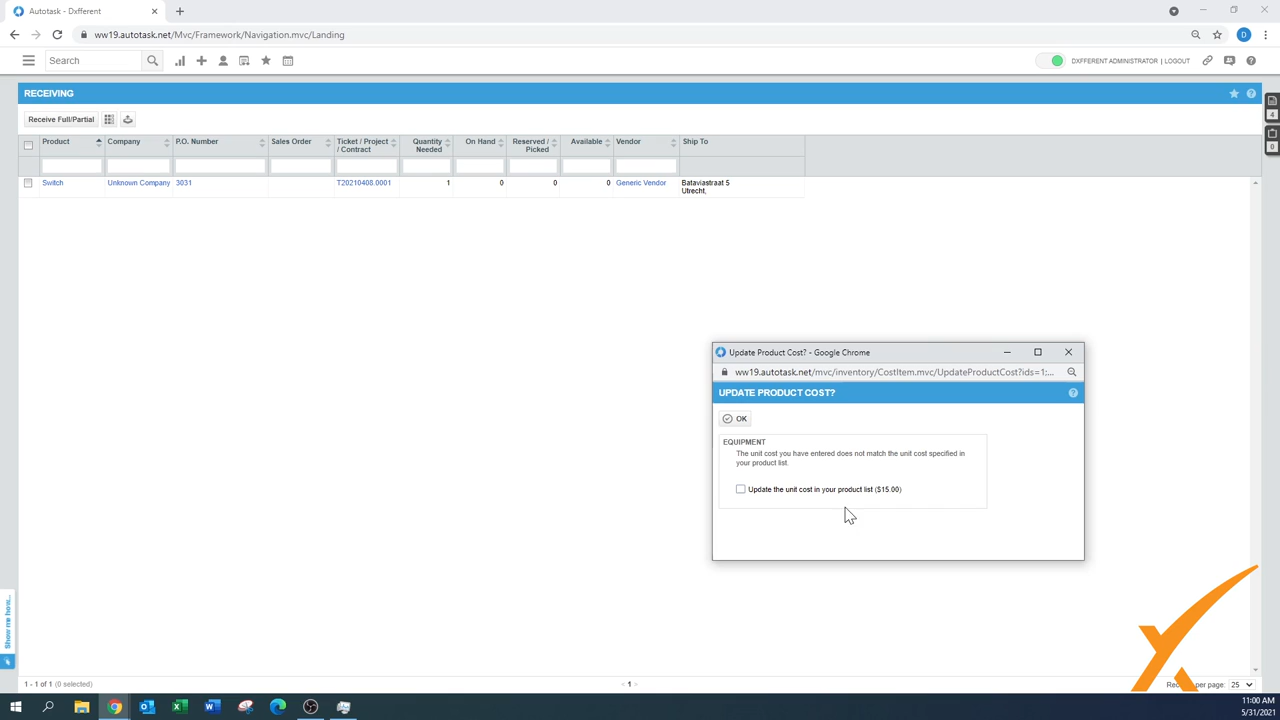 Autotask - Dxfferent
ww19.autotask.net/Mvc/Framework/Navigation.mvc/Landing
D
Search
DXFFERENT ADMINISTRATOR | LOGOUT
RECEIVING
4
0
Receive Full/Partial
Product
Company
P.O. Number
Sales Order
Ticket / Project
/ Contract
Quantity
Needed
On Hand
Reserved /
Picked
Available
Vendor
Ship To
Switch
Unknown Company
3031
T20210408.0001
1
0
0
0
Generic Vendor
Bataviastraat 5
Utrecht,
Update Product Cost? - Google Chrome
ww19.autotask.net/mvc/inventory/CostItem.mvc/UpdateProductCost?ids=1;...
UPDATE PRODUCT COST?
OK
EQUIPMENT
The unit cost you have entered does not match the unit cost specified in
your product list.
Update the unit cost in your product list ($15.00)
Show me how...
1 - 1 of 1 (0 selected)
< 1 >
per page: 25
11:00 AM
5/31/2021